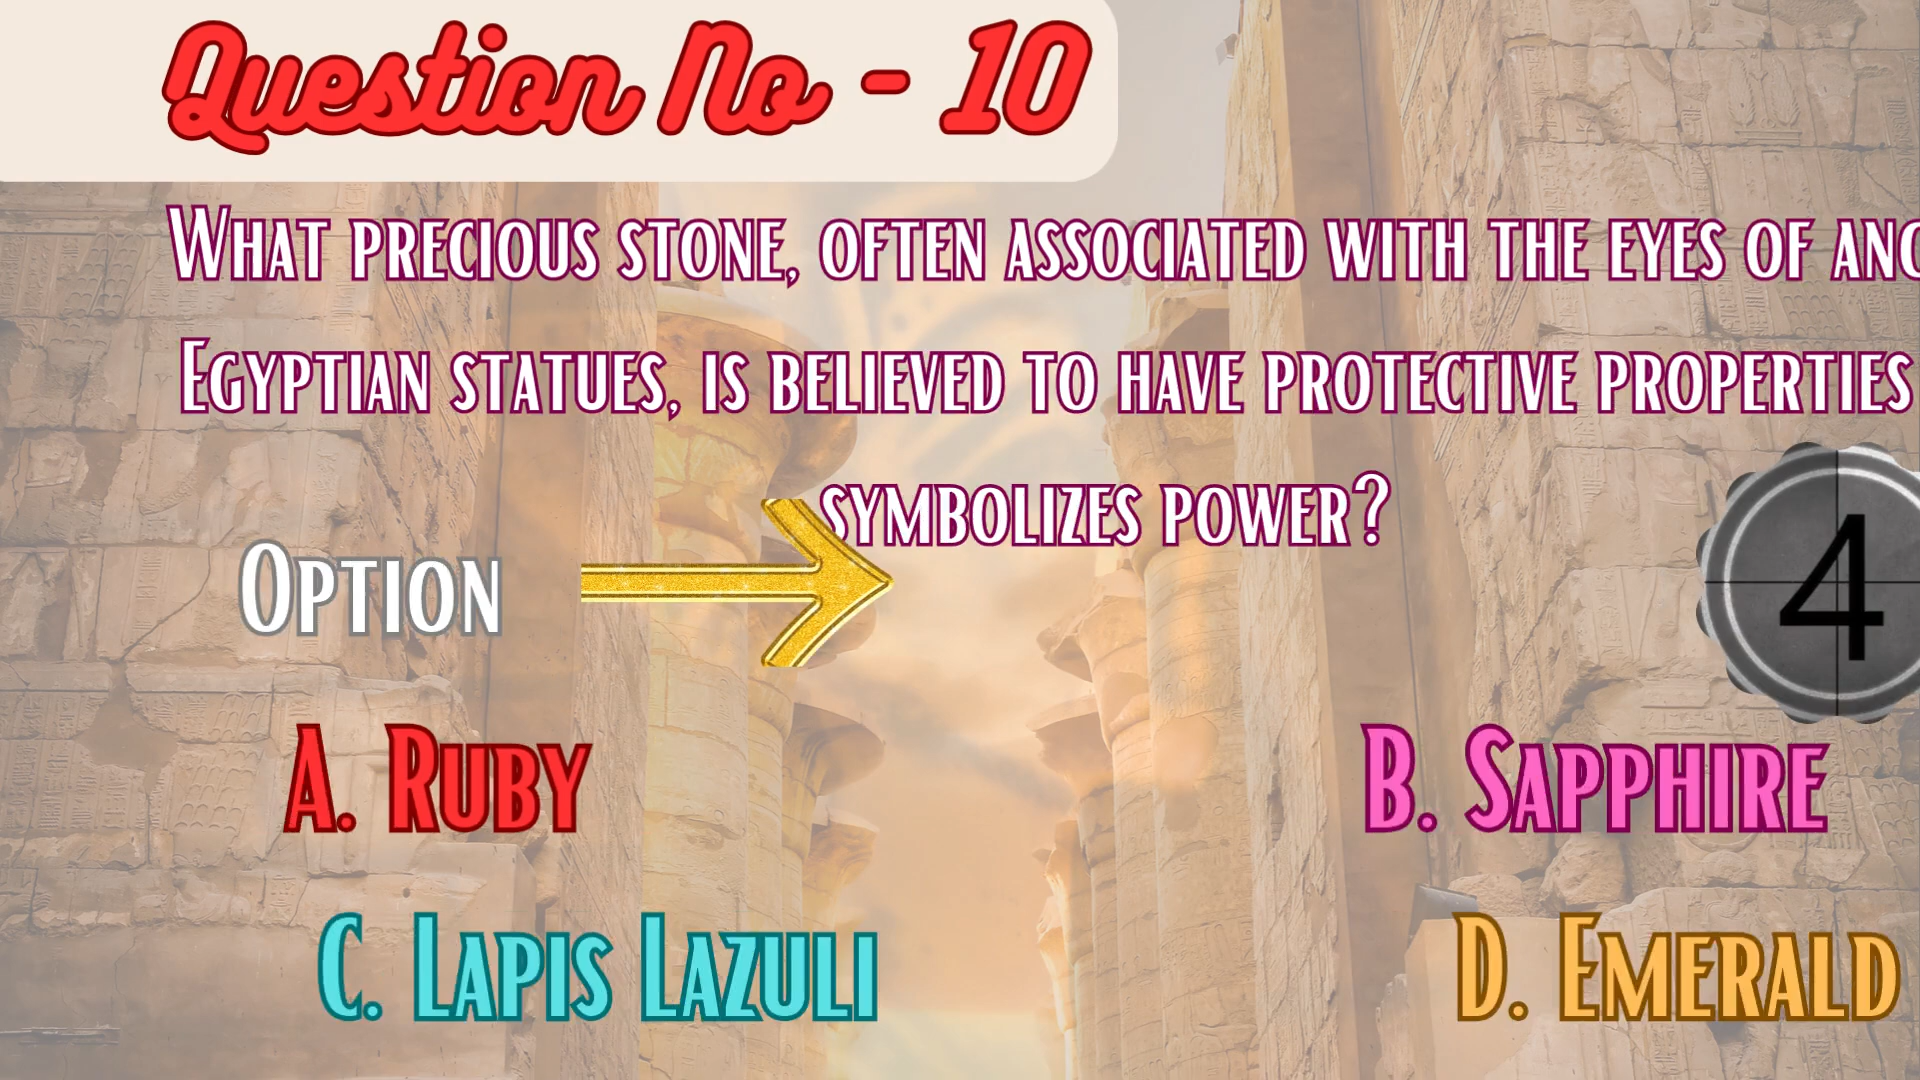 Question No - 10
What precious stone, often associated with the eyes of
Egyptian statues, is believed to have protective properties
symbolizes power?
Option
4
A. Ruby
B. Sapphire
C. Lapis Lazuli
D. Emerald